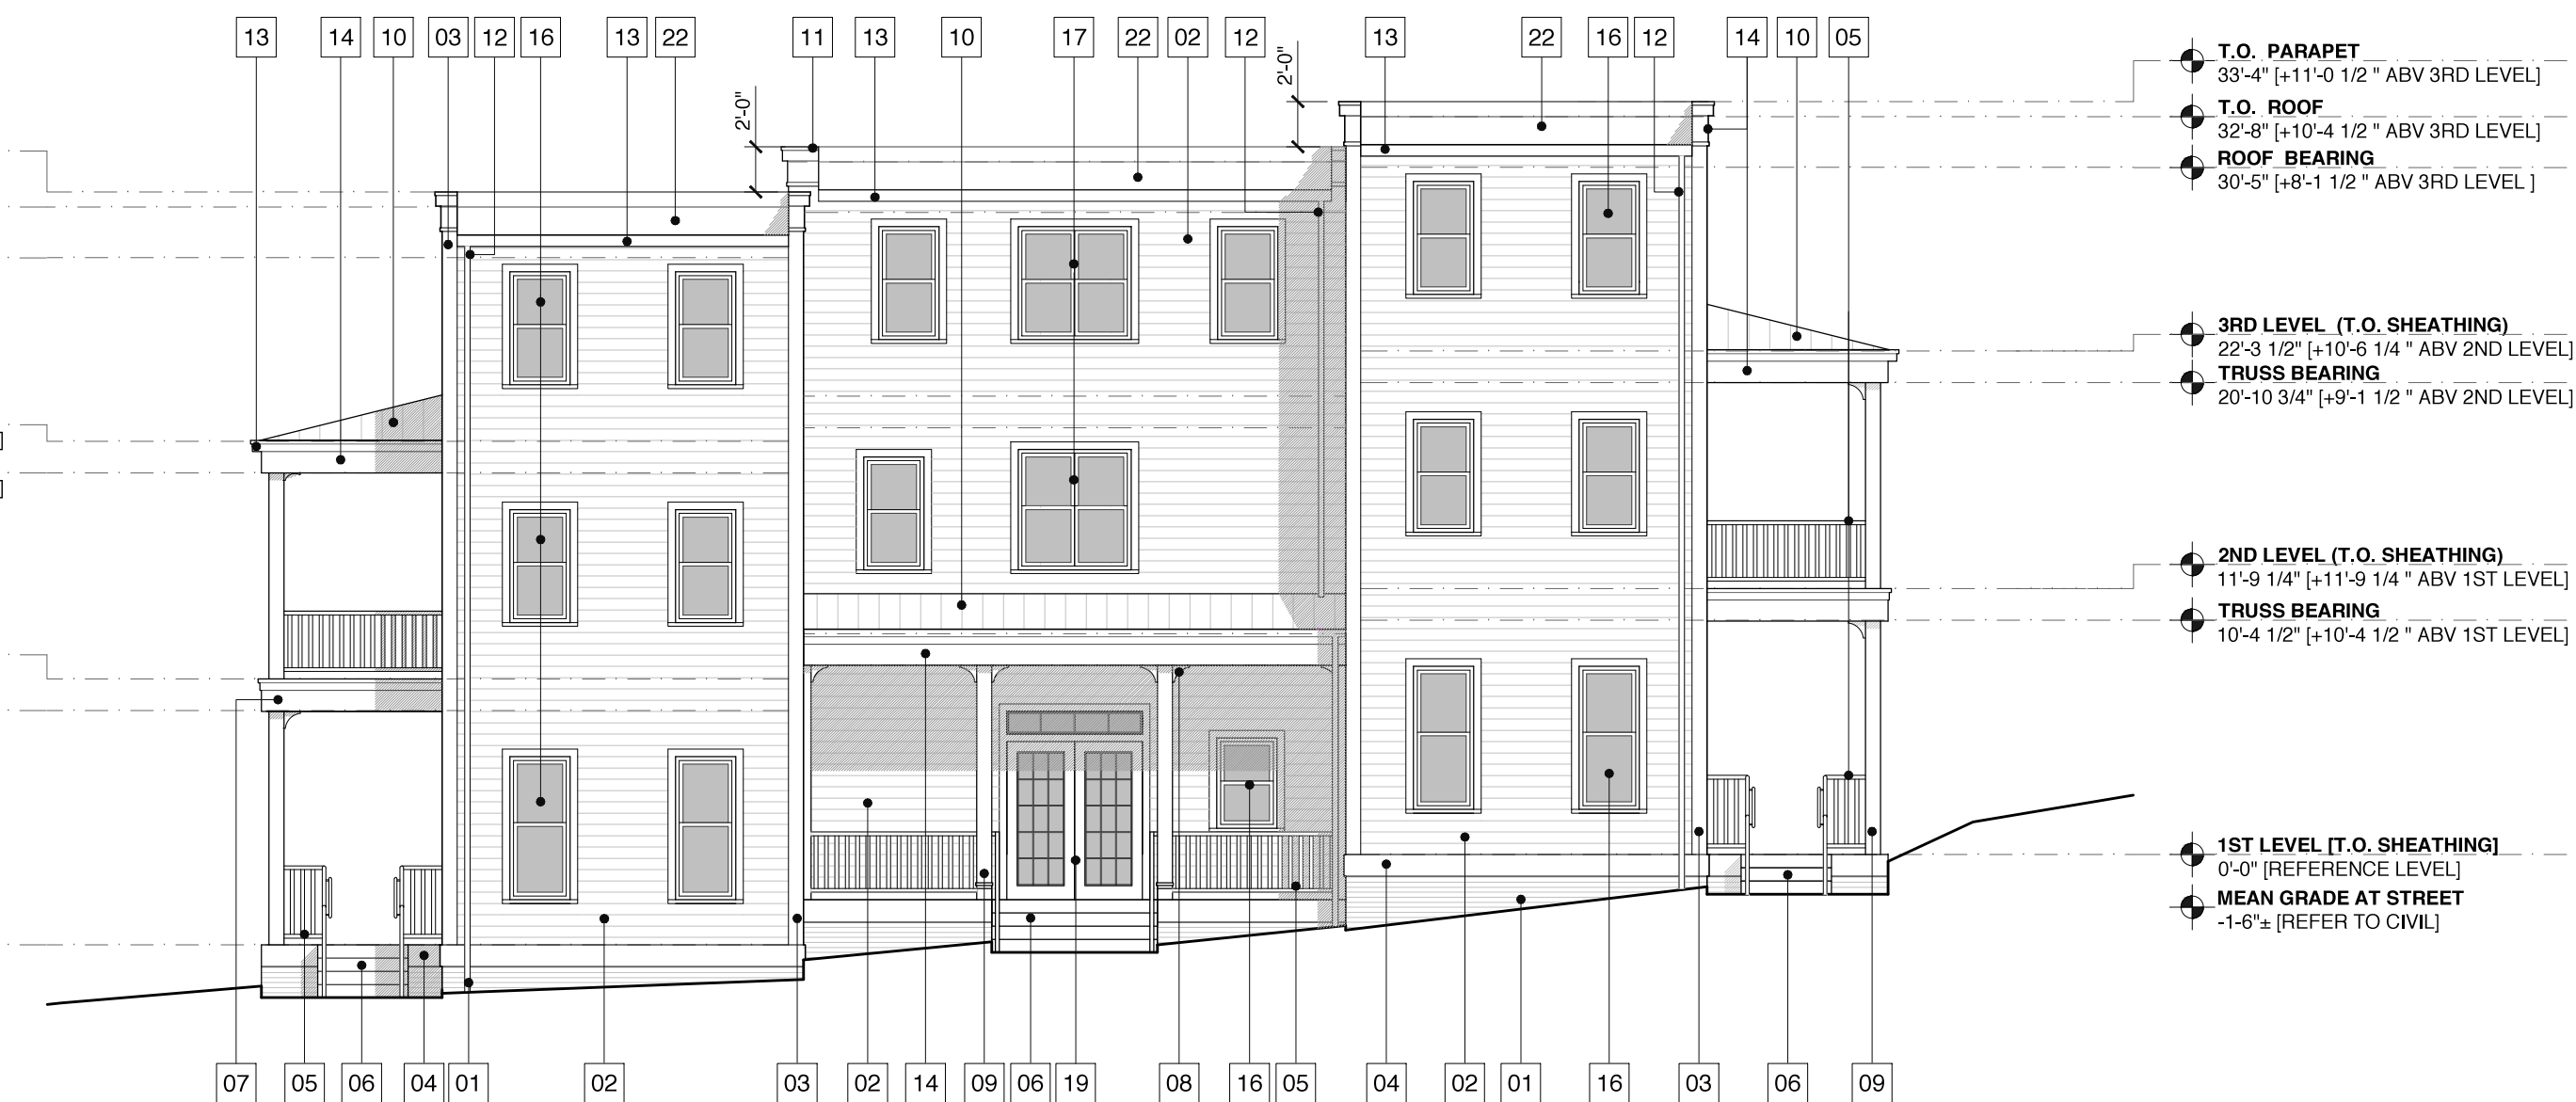 13 14 10 03 12 16 13 22 11 13 10 17 22 02 12 13 22 16 12 14 10 05
2'-0"
2'-0"
T.O. PARAPET
33'-4" [+11'-0 1/2 " ABV 3RD LEVEL]
T.O. ROOF
32'-8" [+10'-4 1/2 " ABV 3RD LEVEL]
ROOF BEARING
30'-5" [+8'-1 1/2 " ABV 3RD LEVEL ]
3RD LEVEL (T.O. SHEATHING)
22'-3 1/2" [+10'-6 1/4 " ABV 2ND LEVEL]
TRUSS BEARING
20'-10 3/4" [+9'-1 1/2 " ABV 2ND LEVEL]
]
]
2ND LEVEL (T.O. SHEATHING)
11'-9 1/4" [+11'-9 1/4 " ABV 1ST LEVEL]
TRUSS BEARING
10'-4 1/2" [+10'-4 1/2 " ABV 1ST LEVEL]
1ST LEVEL [T.O. SHEATHING]
0'-0" [REFERENCE LEVEL]
MEAN GRADE AT STREET
-1-6"± [REFER TO CIVIL]
07 05 06 04 01 02 03 02 14 09 06 19 08 16 05 04 02 01 16 03 06 09